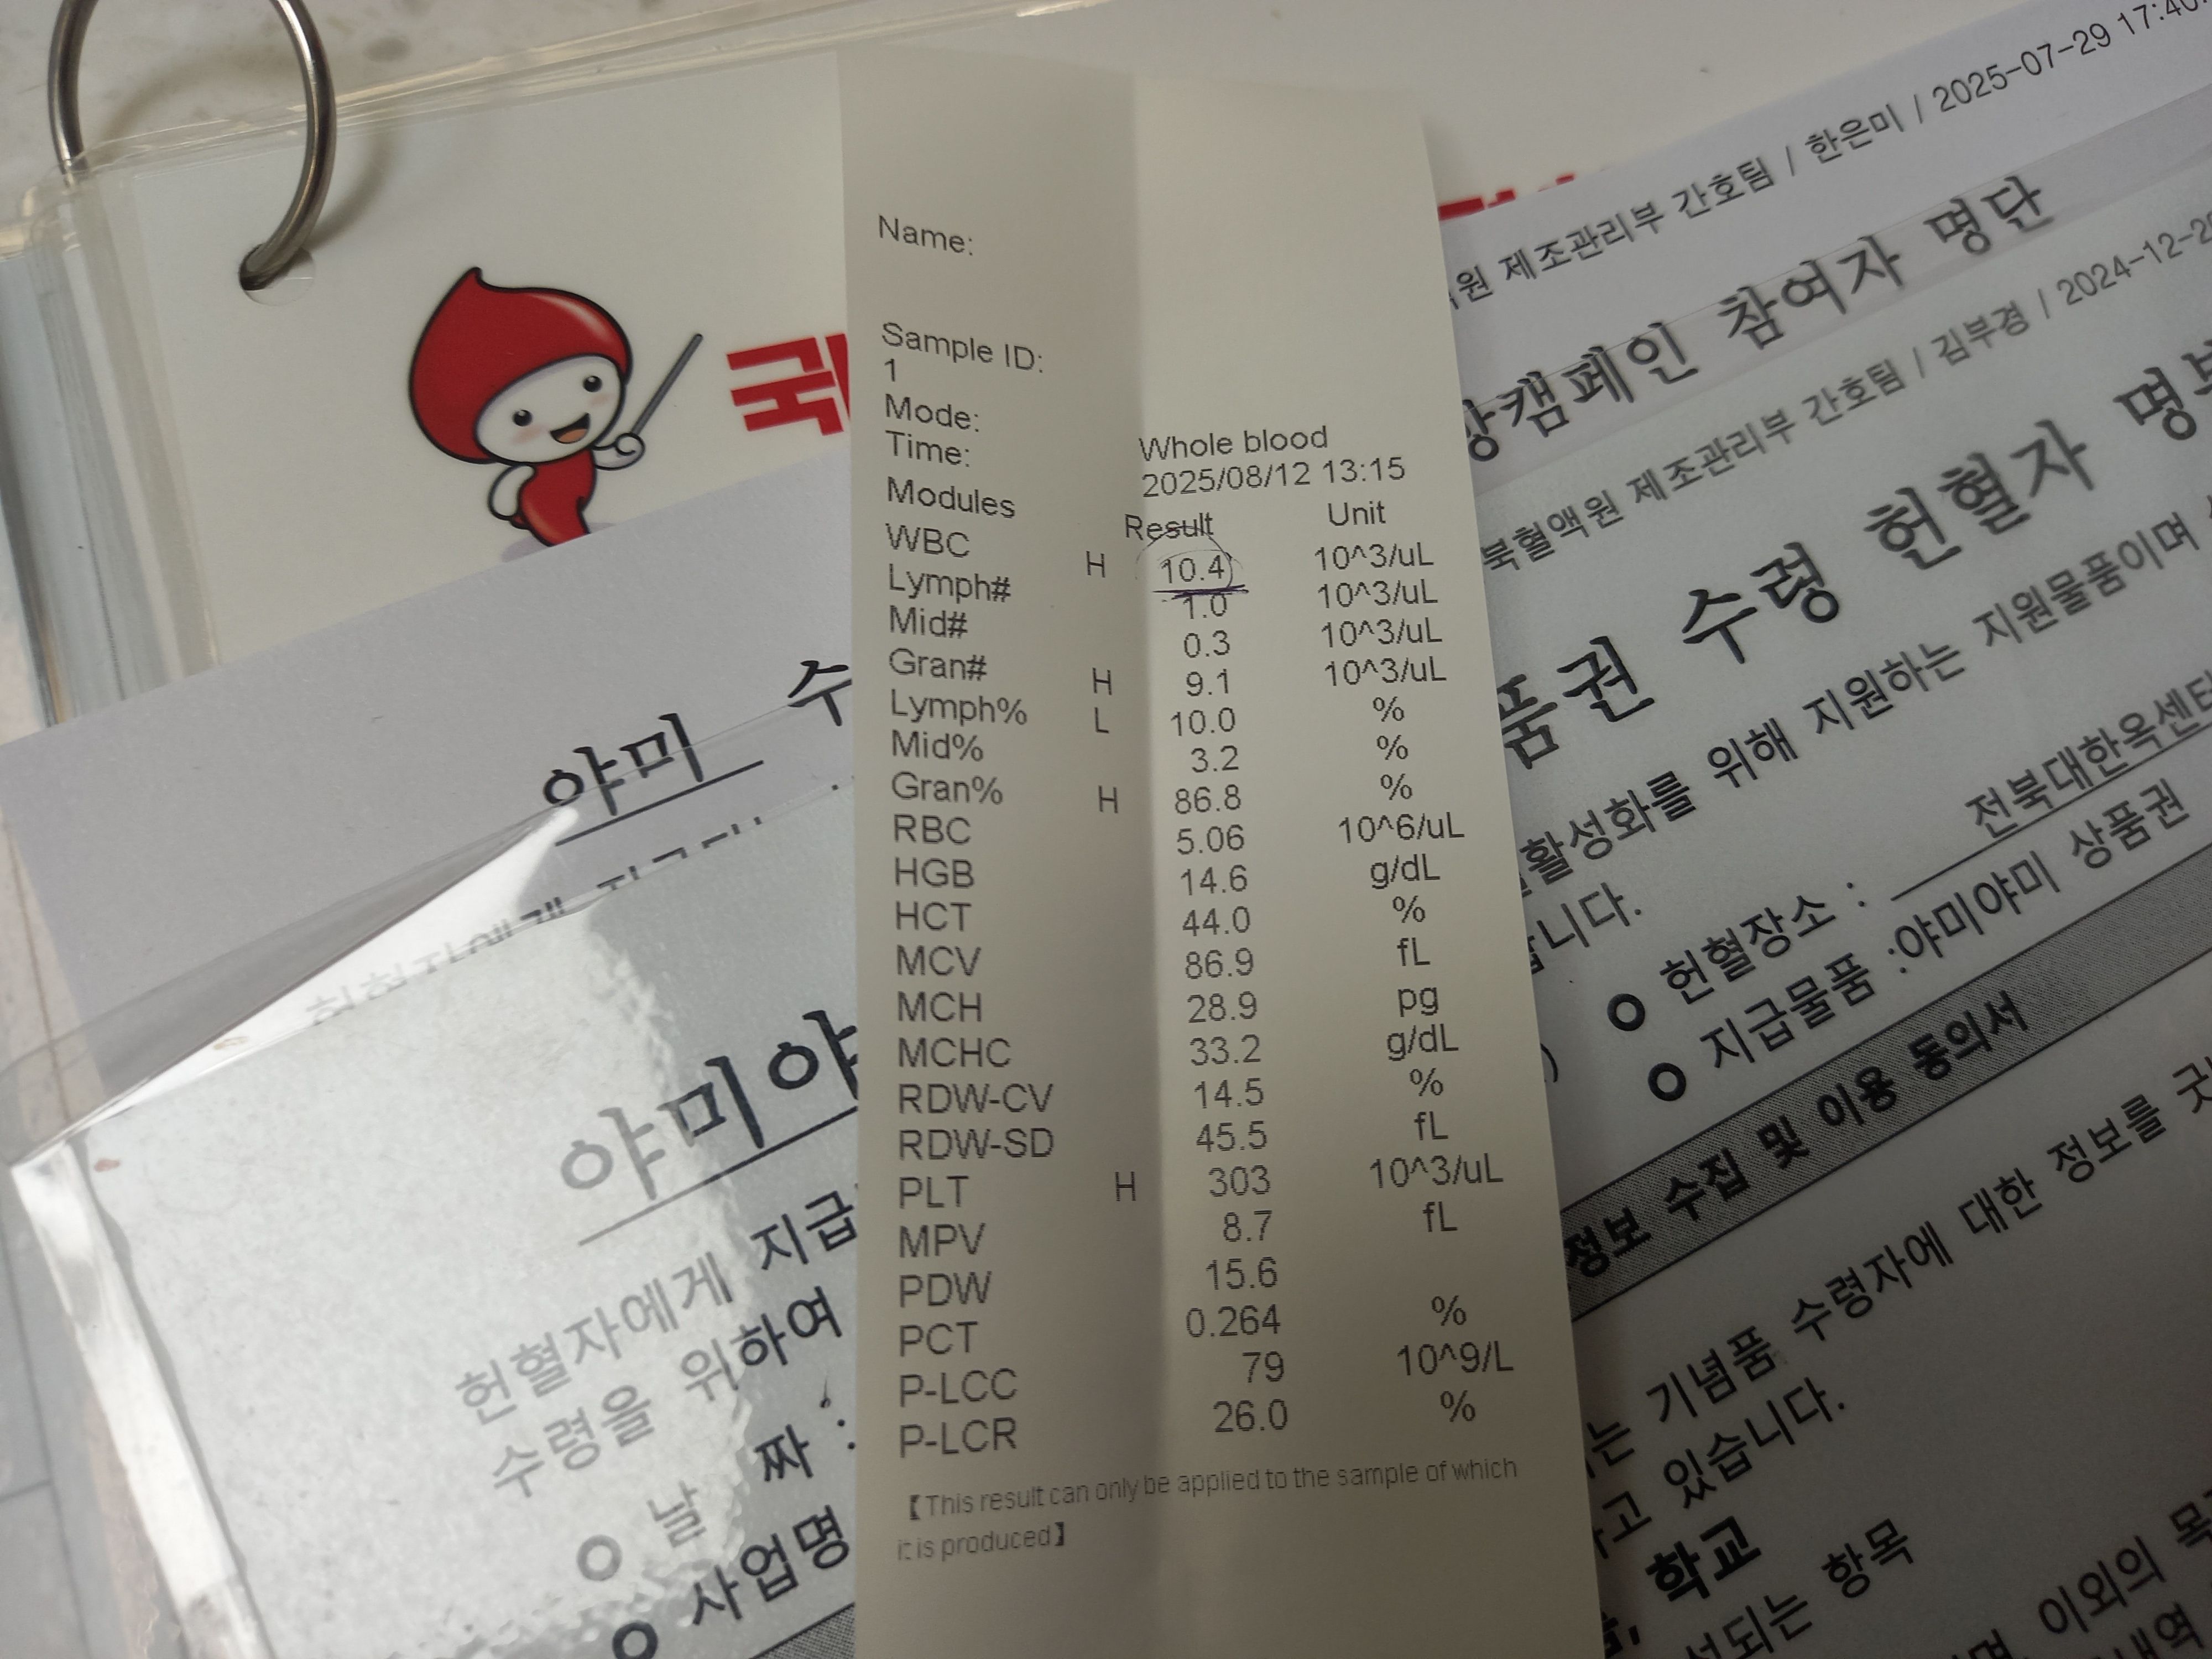 Name:
Sample ID:
1
Mode: Whole blood
Time: 2025/08/12 13:15
Modules Result Unit
WBC H 10.4 10^3/uL
Lymph# 1.0 10^3/uL
Mid# 0.3 10^3/uL
Gran# H 9.1 10^3/uL
Lymph% L 10.0 %
Mid% 3.2 %
Gran% H 86.8 %
RBC 5.06 10^6/uL
HGB 14.6 g/dL
HCT 44.0 %
MCV 86.9 fL
MCH 28.9 pg
MCHC 33.2 g/dL
RDW-CV 14.5 %
RDW-SD 45.5 fL
PLT H 303 10^3/uL
MPV 8.7 fL
PDW 15.6
PCT 0.264 %
P-LCC 79 10^9/L
P-LCR 26.0 %
【This result can only be applied to the sample of which
it is produced】
야미
야미야
헌혈자에게 지급
수령을 위하여
날 짜 :
사업명
제조관리부 간호팀 / 한은미 / 2025-07-29
캠페인 참여자 명단
제조관리부 간호팀 / 김부경 /
수령 헌혈자
활성화를 위해 지원하는 지원물품이며
헌혈장소 : 전북대한옥센터
지급물품 :야미야미 상품권
정보 수집 및 이용 동의서
기념품 수령자에 대한 정보를
있습니다.
학교
항목
이외의